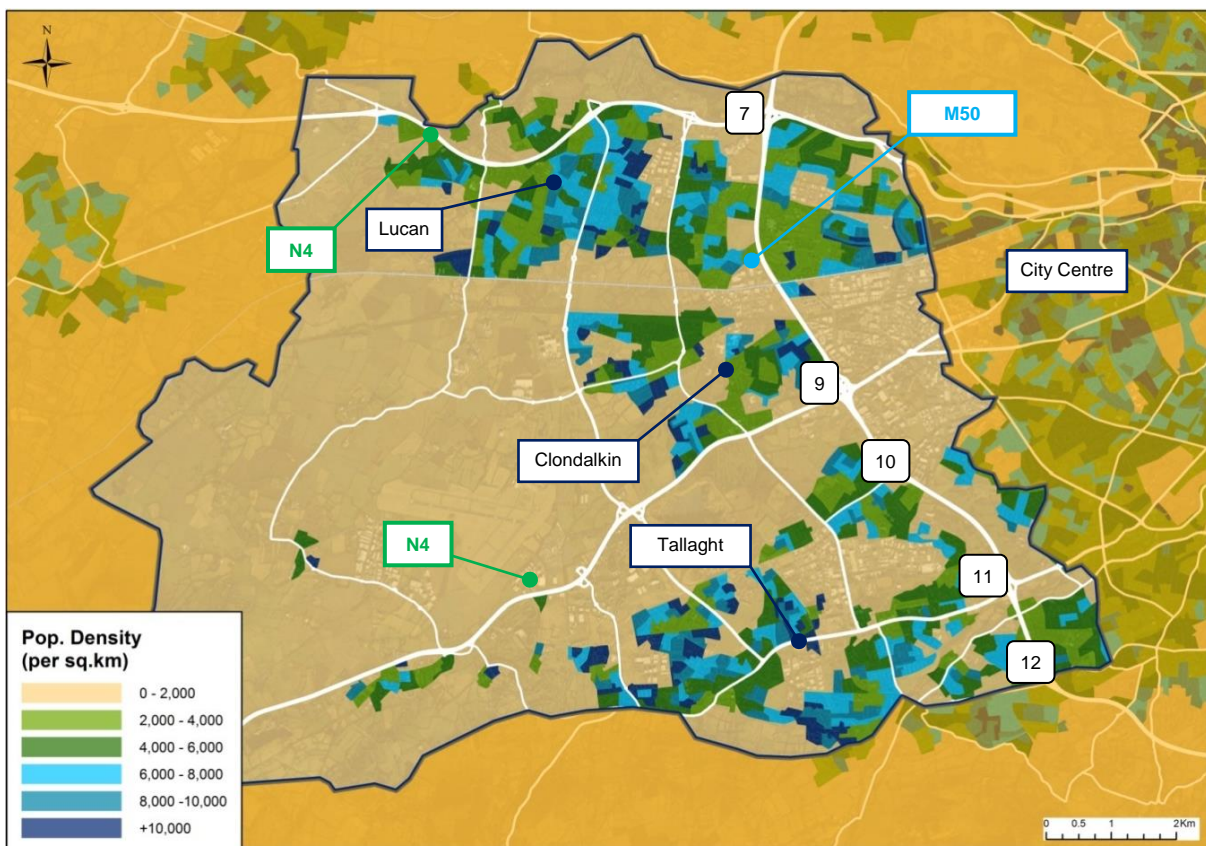 N
7
M50
Lucan
N4
City Centre
9
Clondalkin
10
N4
Tallaght
11
12
Pop. Density
(per sq.km)
0 - 2,000
2,000 - 4,000
4,000 - 6,000
6,000 - 8,000
8,000 -10,000
+10,000
0 0.5 1 2Km